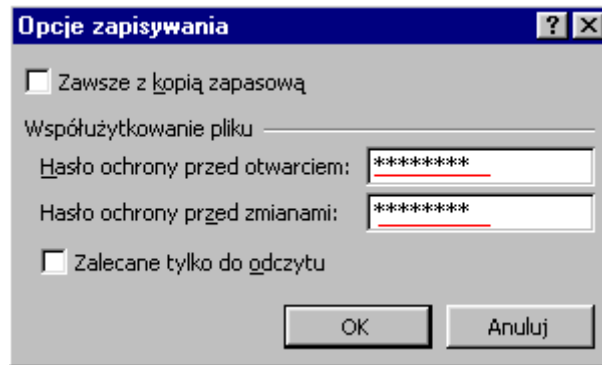 Opcje zapisywania
Zawsze z kopią zapasową
Współużytkowanie pliku
Hasło ochrony przed otwarciem: ********
Hasło ochrony przed zmianami: ********
Zalecane tylko do odczytu
OK Anuluj